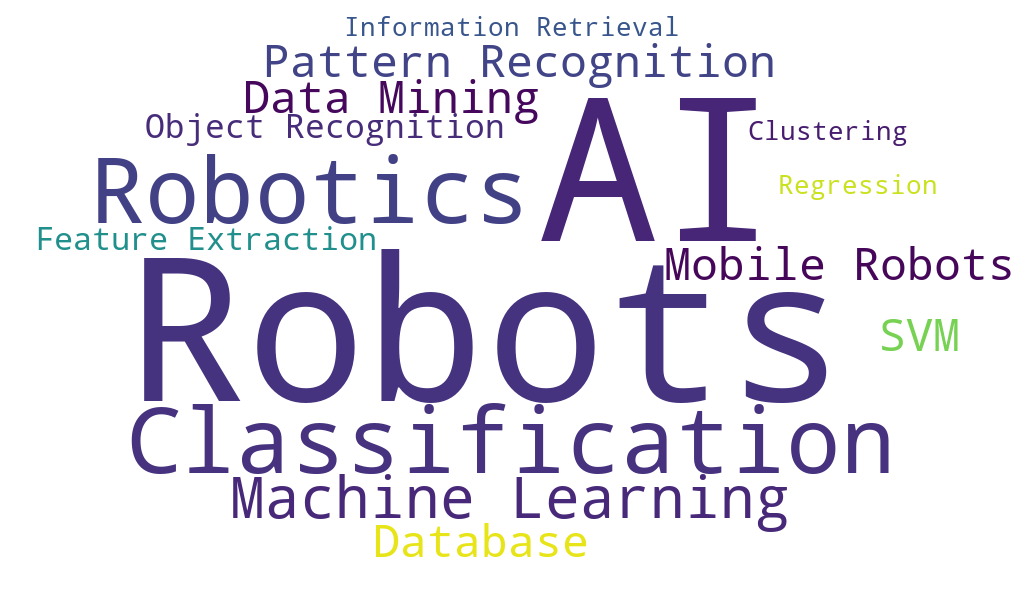 Information Retrieval
Pattern Recognition
Data Mining
AI
Object Recognition
Clustering
Robotics
Regression
Feature Extraction
Mobile Robots
Robots
SVM
Classification
Machine Learning
Database